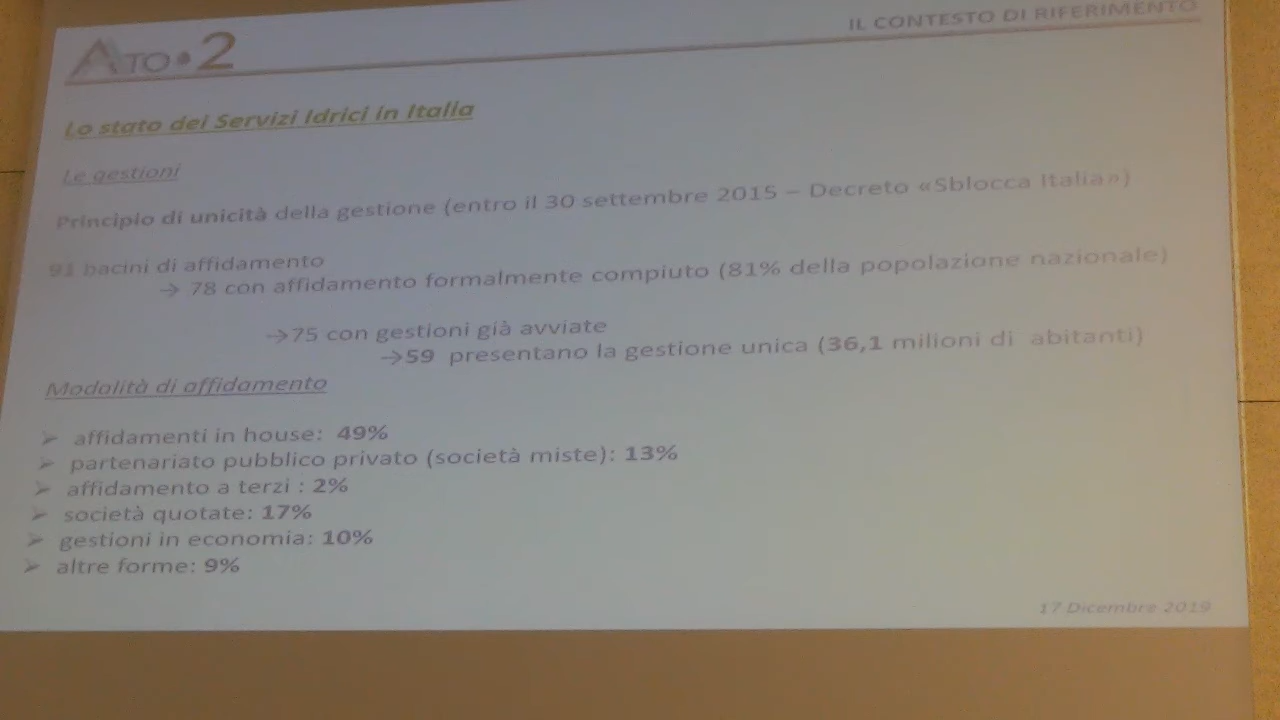 ATO•2
IL CONTESTO DI RIFERIMENTO
Lo stato dei Servizi Idrici in Italia
Le gestioni
Principio di unicità della gestione (entro il 30 settembre 2015 – Decreto «Sblocca Italia»)
91 bacini di affidamento
→ 78 con affidamento formalmente compiuto (81% della popolazione nazionale)
→75 con gestioni già avviate
→59 presentano la gestione unica (36,1 milioni di abitanti)
Modalità di affidamento
➢ affidamenti in house: 49%
➢ partenariato pubblico privato (società miste): 13%
➢ affidamento a terzi : 2%
➢ società quotate: 17%
➢ gestioni in economia: 10%
➢ altre forme: 9%
17 Dicembre 2019